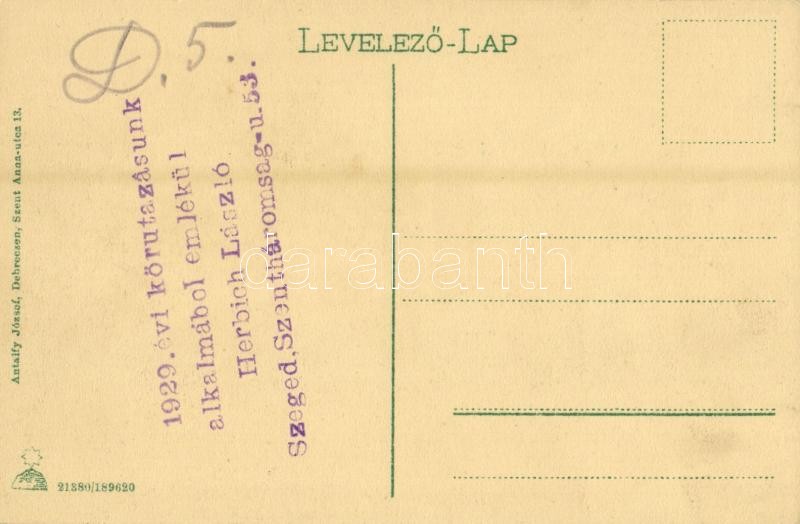 LEVELEZŐ-LAP
D. 5.
1929.évi körutazásunk
alkalmából emlékül
Herbich László
Szeged,Szentháromság-u.53.
Antalfy József, Debreczen, Szent Anna-utca 13.
21380/189620
darabanth